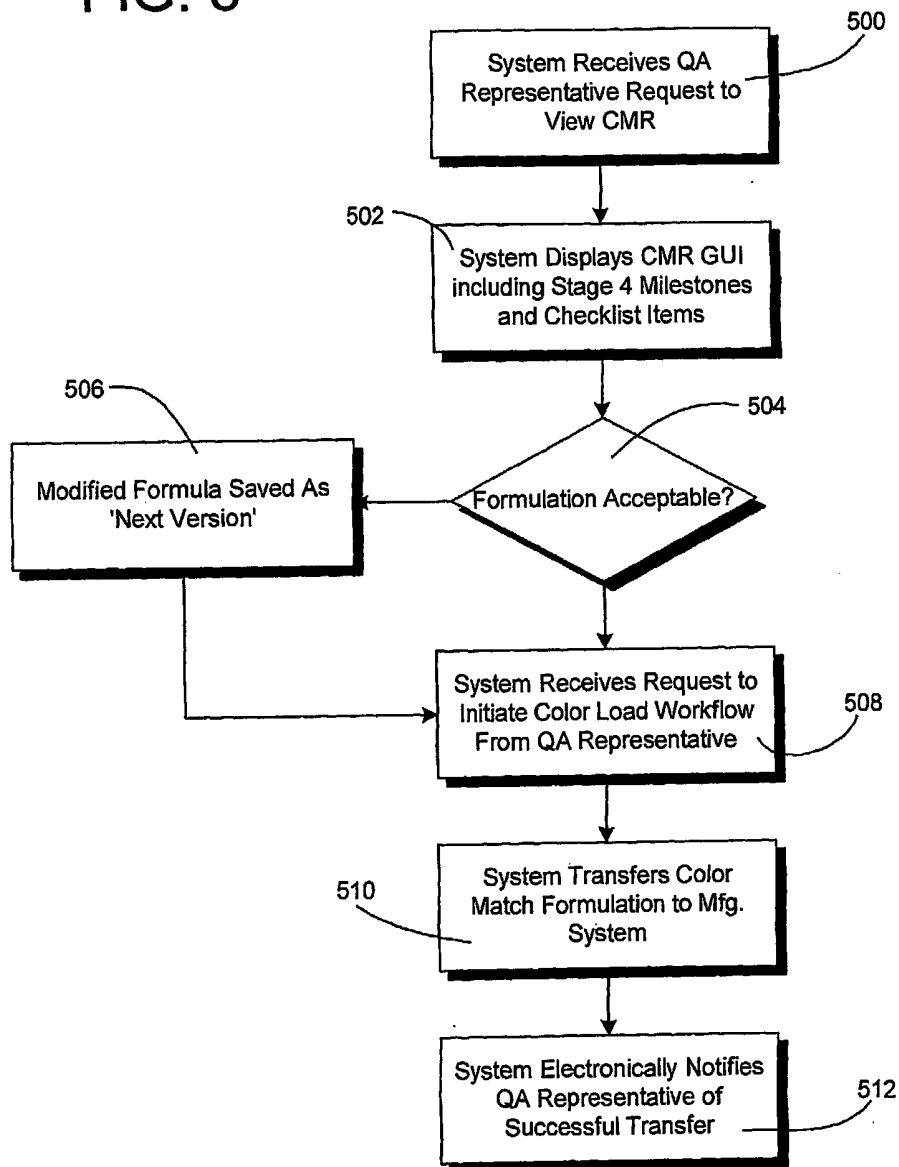 500
System Receives QA
Representative Request to
View CMR
502
System Displays CMR GUI
including Stage 4 Milestones
and Checklist Items
506
504
Modified Formula Saved As
'Next Version'
Formulation Acceptable?
System Receives Request to
Initiate Color Load Workflow
From QA Representative
508
System Transfers Color
Match Formulation to Mfg.
System
510
System Electronically Notifies
QA Representative of
Successful Transfer
512